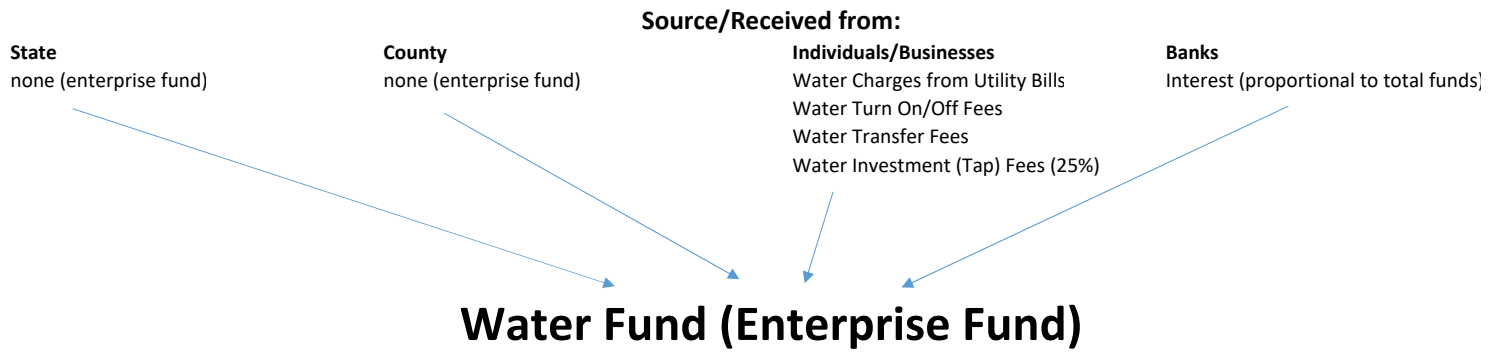 Source/Received from:
State
none (enterprise fund)
County
none (enterprise fund)
Individuals/Businesses
Water Charges from Utility Bills
Water Turn On/Off Fees
Water Transfer Fees
Water Investment (Tap) Fees (25%)
Banks
Interest (proportional to total funds)
Water Fund (Enterprise Fund)